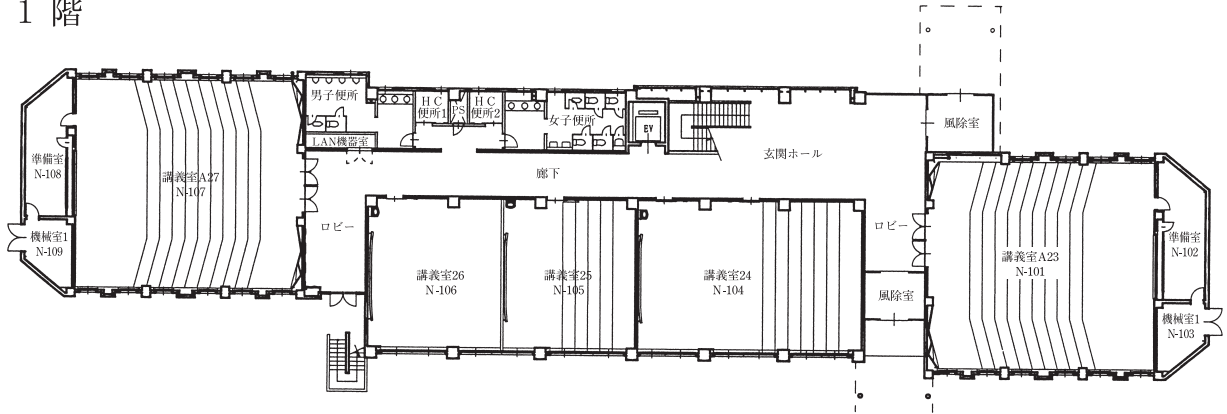 1 階
男子便所
HC
便所1
PS
HC
便所2
女子便所
EV
LAN機器室
玄関ホール
風除室
準備室
N-108
講義室A27
N-107
機械室1
N-109
廊下
ロビー
講義室26
N-106
講義室25
N-105
講義室24
N-104
ロビー
風除室
講義室A23
N-101
準備室
N-102
機械室1
N-103